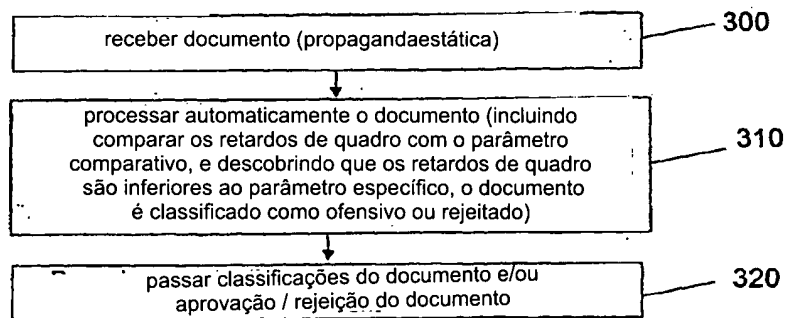 receber documento (propagandaestática)
300
processar automaticamente o documento (incluindo
comparar os retardos de quadro com o parâmetro
comparativo, e descobrindo que os retardos de quadro
são inferiores ao parâmetro específico, o documento
é classificado como ofensivo ou rejeitado)
310
passar classificações do documento e/ou
aprovação / rejeição do documento
320